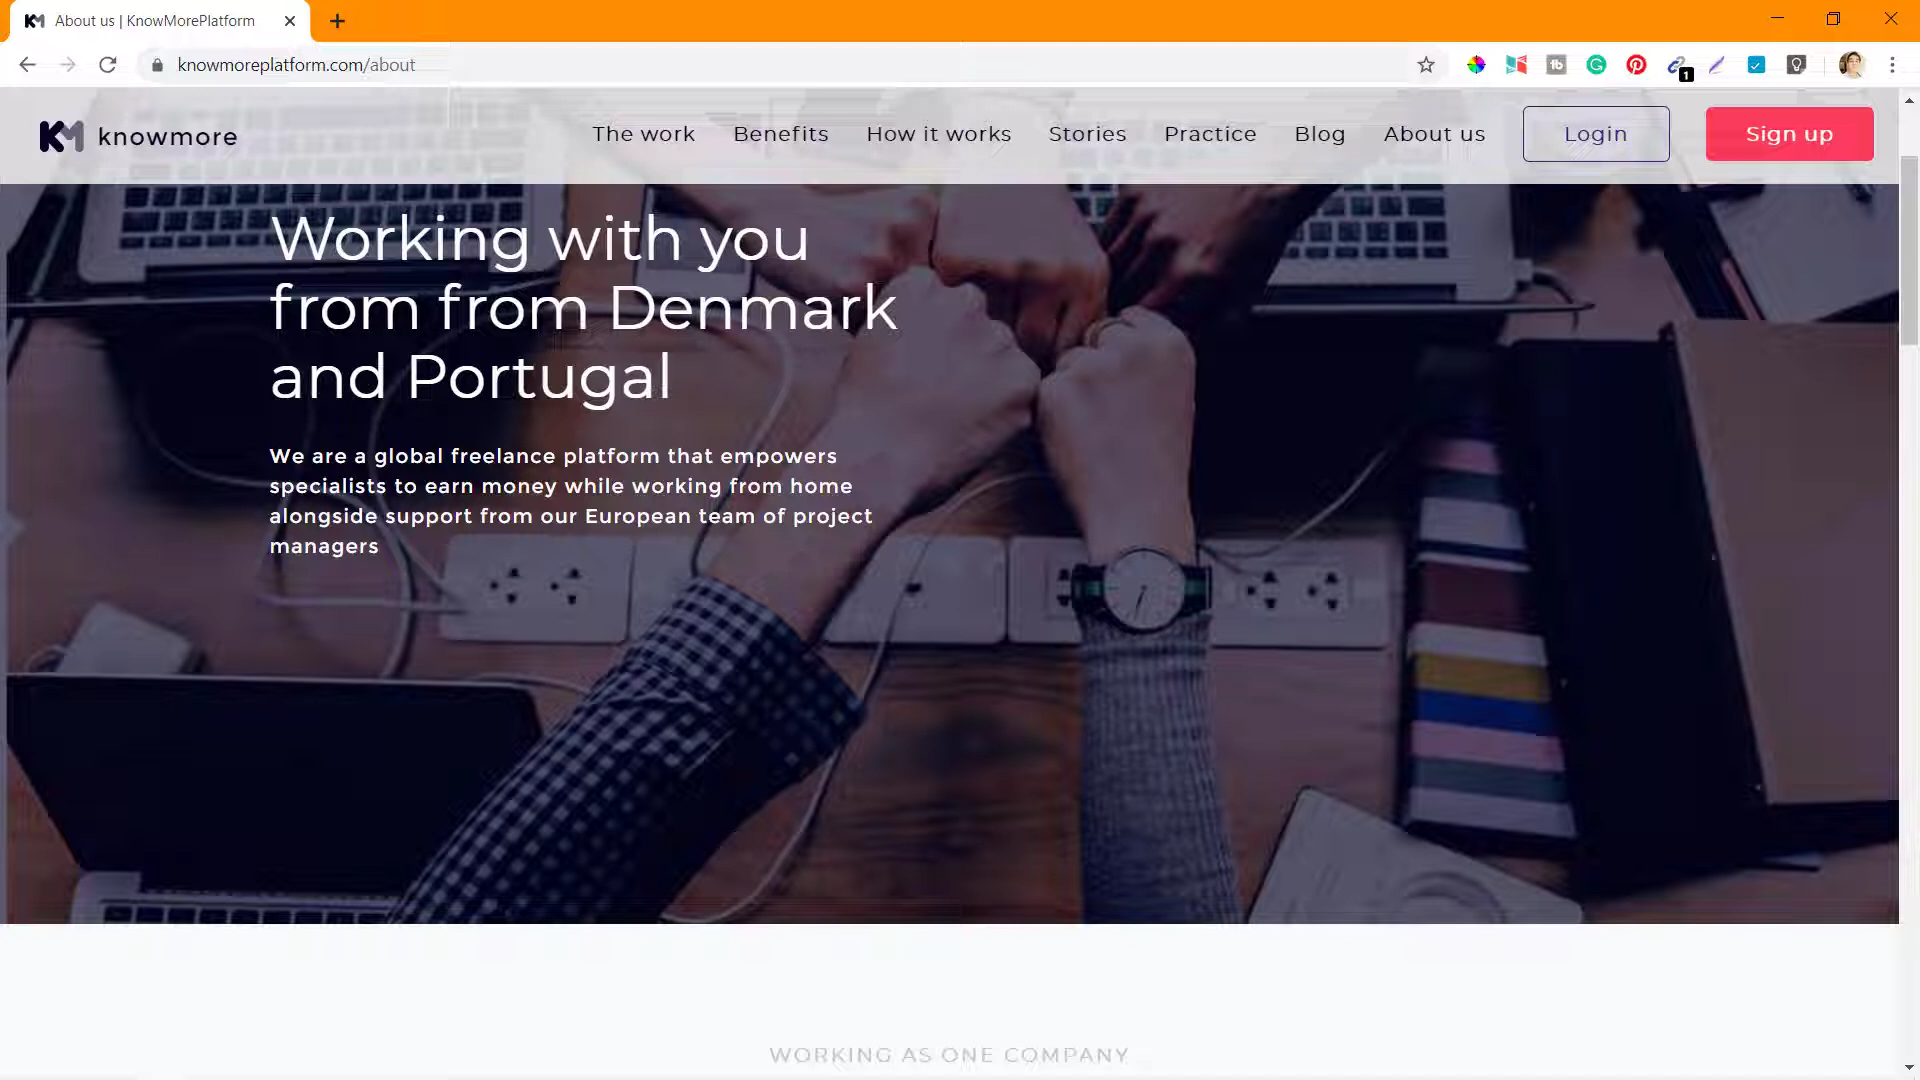 About us | KnowMorePlatform
knowmoreplatform.com/about
1
KM knowmore
The work Benefits How it works Stories Practice Blog About us Login Sign up
Working with you
from from Denmark
and Portugal
We are a global freelance platform that empowers
specialists to earn money while working from home
alongside support from our European team of project
managers
WORKING AS ONE COMPANY